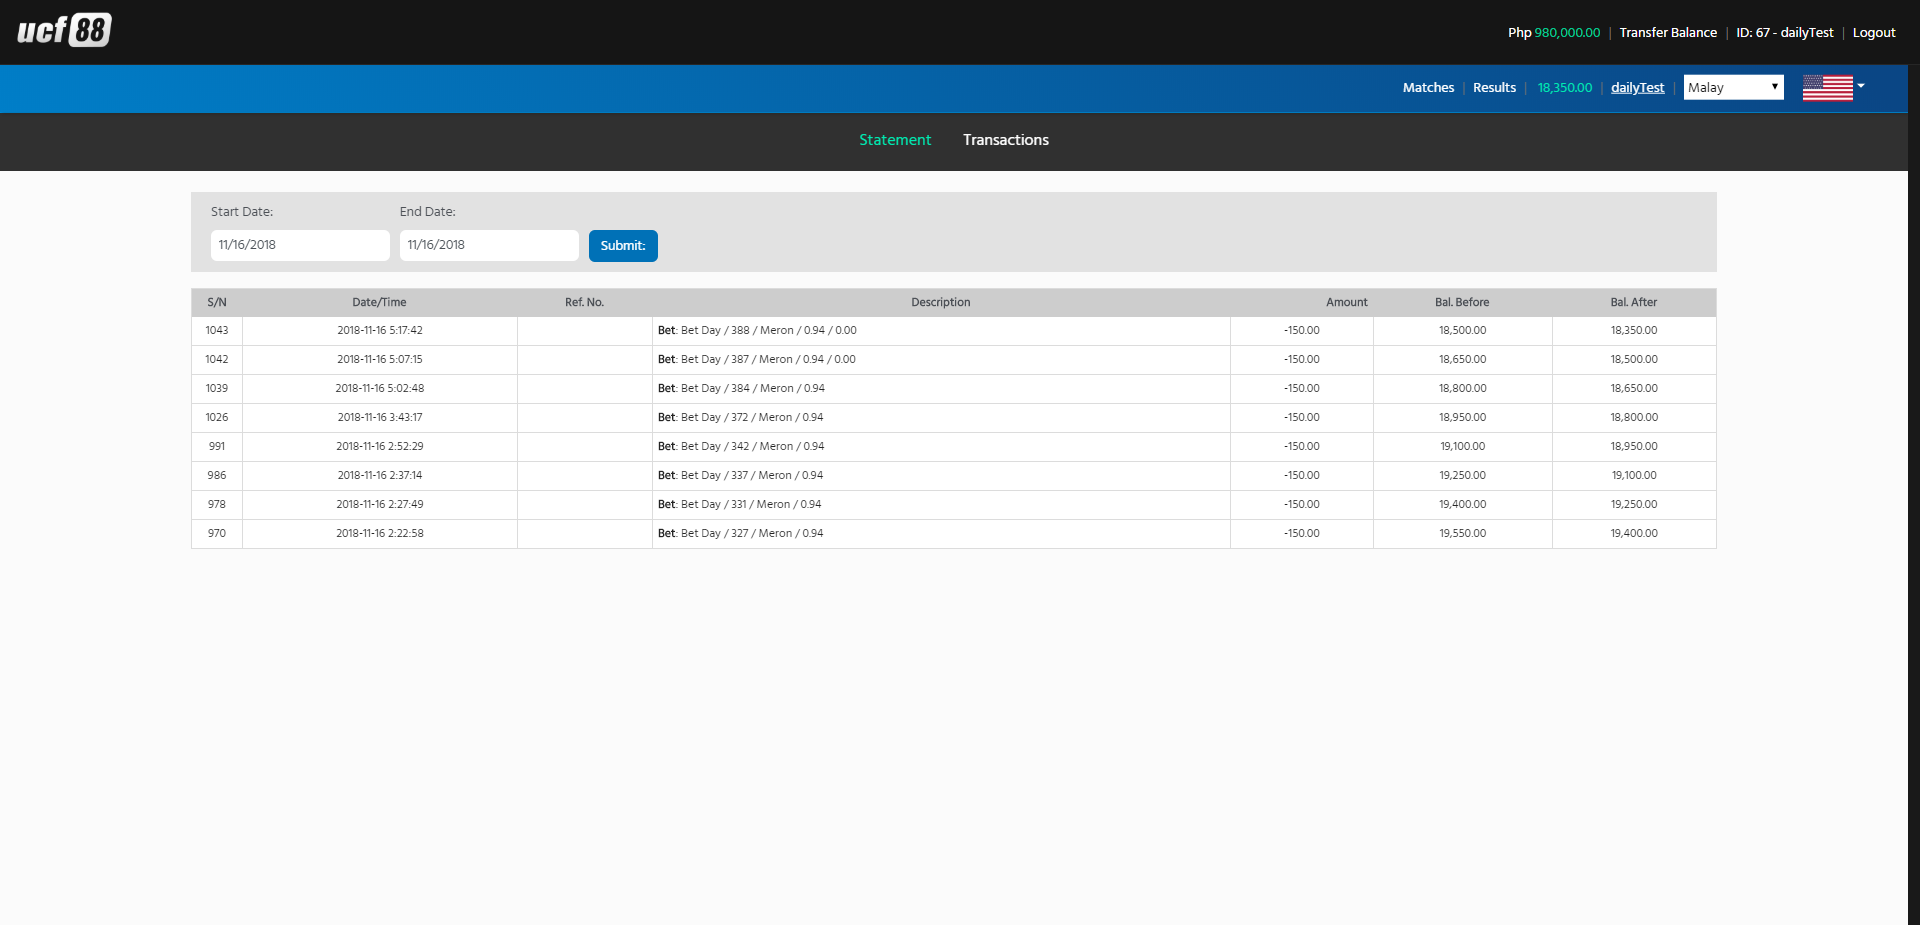 ucf88
Php 980,000.00 | Transfer Balance | ID: 67 - dailyTest | Logout
Matches | Results | 18,350.00 | dailyTest | Malay
Statement Transactions
Start Date: End Date:
11/16/2018 11/16/2018 Submit:
S/N Date/Time Ref. No. Description Amount Bal. Before Bal. After
1043 2018-11-16 5:17:42 Bet: Bet Day / 388 / Meron / 0.94 / 0.00 -150.00 18,500.00 18,350.00
1042 2018-11-16 5:07:15 Bet: Bet Day / 387 / Meron / 0.94 / 0.00 -150.00 18,650.00 18,500.00
1039 2018-11-16 5:02:48 Bet: Bet Day / 384 / Meron / 0.94 -150.00 18,800.00 18,650.00
1026 2018-11-16 3:43:17 Bet: Bet Day / 372 / Meron / 0.94 -150.00 18,950.00 18,800.00
991 2018-11-16 2:52:29 Bet: Bet Day / 342 / Meron / 0.94 -150.00 19,100.00 18,950.00
986 2018-11-16 2:37:14 Bet: Bet Day / 337 / Meron / 0.94 -150.00 19,250.00 19,100.00
978 2018-11-16 2:27:49 Bet: Bet Day / 331 / Meron / 0.94 -150.00 19,400.00 19,250.00
970 2018-11-16 2:22:58 Bet: Bet Day / 327 / Meron / 0.94 -150.00 19,550.00 19,400.00